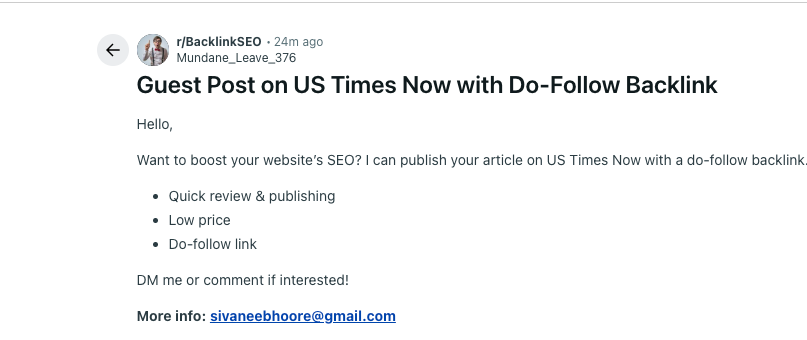 r/BacklinkSEO • 24m ago
Mundane_Leave_376
Guest Post on US Times Now with Do-Follow Backlink
Hello,
Want to boost your website’s SEO? I can publish your article on US Times Now with a do-follow backlink.
• Quick review & publishing
• Low price
• Do-follow link
DM me or comment if interested!
More info: sivaneebhoore@gmail.com